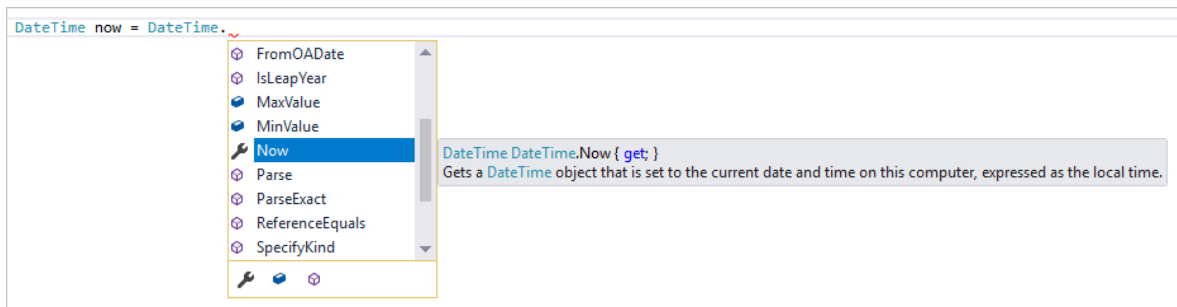 DateTime now = DateTime.
FromOADate
IsLeapYear
MaxValue
MinValue
Now
DateTime DateTime.Now { get; }
Parse
Gets a DateTime object that is set to the current date and time on this computer, expressed as the local time.
ParseExact
ReferenceEquals
SpecifyKind